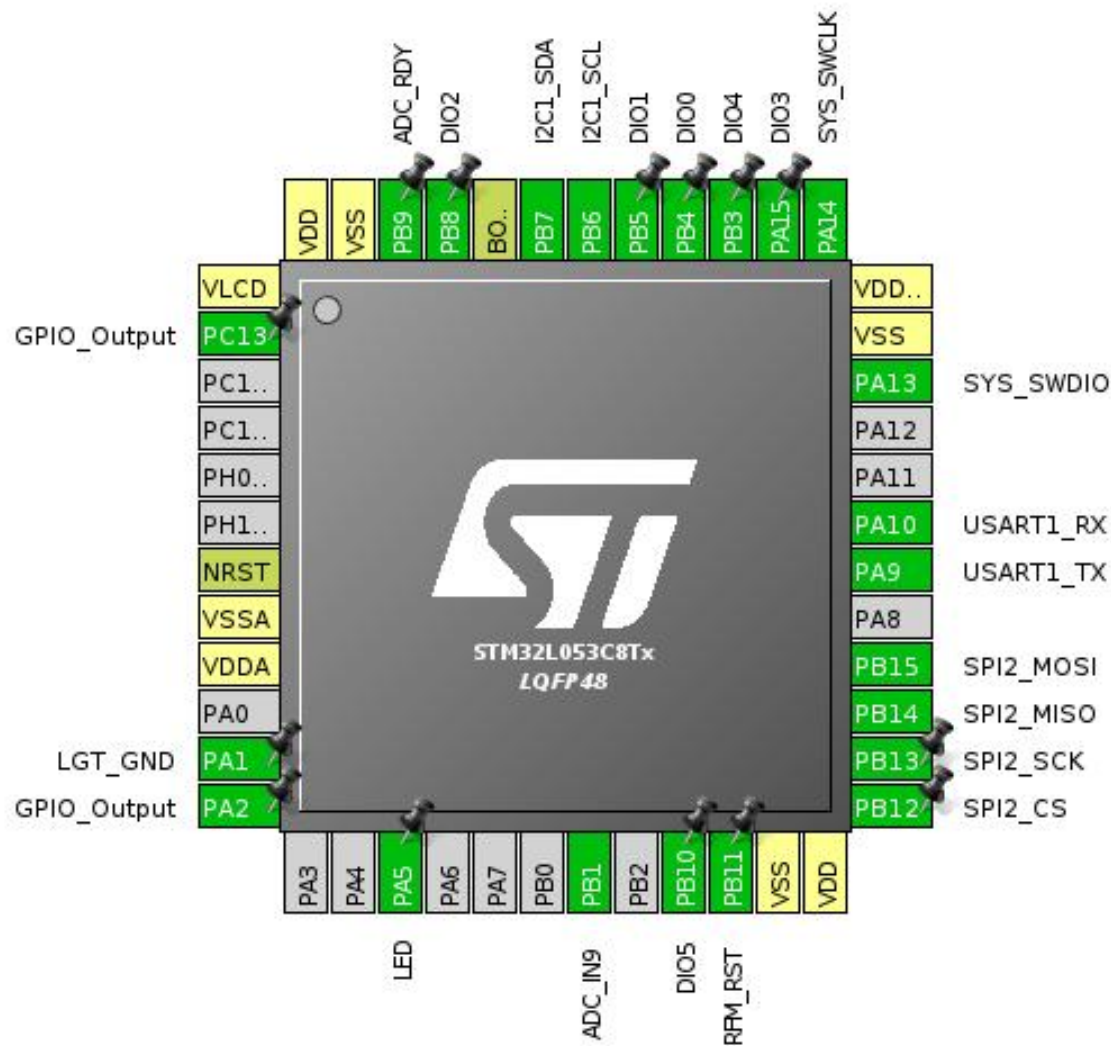 ADC_RDY
DIO2
I2C1_SDA
I2C1_SCL
DIO1
DIO0
DIO4
DIO3
SYS_SWCLK
VDD
VSS
PB9
PB8
BO..
PB7
PB6
PB5
PB4
PB3
PA15
PA14
VLCD
GPIO_Output PC13
PC1..
PC1..
PH0..
PH1..
NRST
VSSA
VDDA
PA0
LGT_GND PA1
GPIO_Output PA2
ST
STM32L053C8Tx
LQFP48
VDD..
VSS
PA13 SYS_SWDIO
PA12
PA11
PA10 USART1_RX
PA9 USART1_TX
PA8
PB15 SPI2_MOSI
PB14 SPI2_MISO
PB13 SPI2_SCK
PB12 SPI2_CS
PA3
PA4
PA5
PA6
PA7
PB0
PB1
PB2
PB10
PB11
VSS
VDD
LED
ADC_IN9
DIO5
RFM_RST